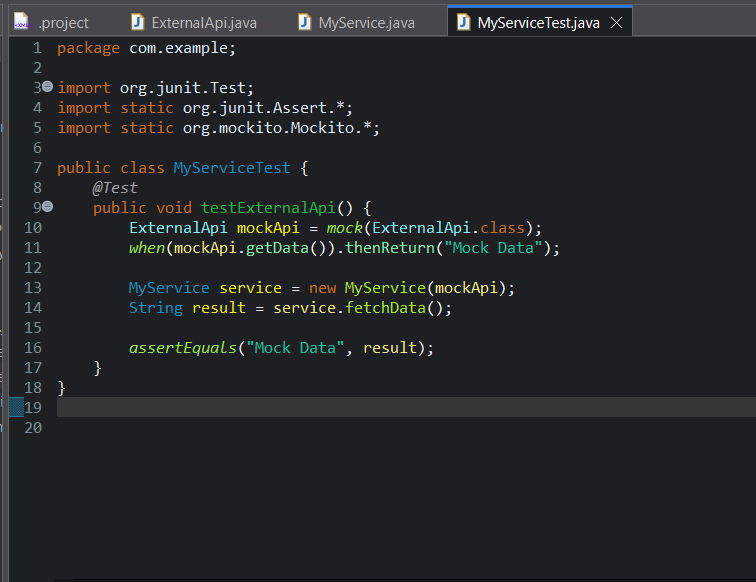 .project ExternalApi.java MyService.java MyServiceTest.java
1 package com.example;
2
3 import org.junit.Test;
4 import static org.junit.Assert.*;
5 import static org.mockito.Mockito.*;
6
7 public class MyServiceTest {
8 @Test
9 public void testExternalApi() {
10 ExternalApi mockApi = mock(ExternalApi.class);
11 when(mockApi.getData()).thenReturn("Mock Data");
12
13 MyService service = new MyService(mockApi);
14 String result = service.fetchData();
15
16 assertEquals("Mock Data", result);
17 }
18 }
19
20